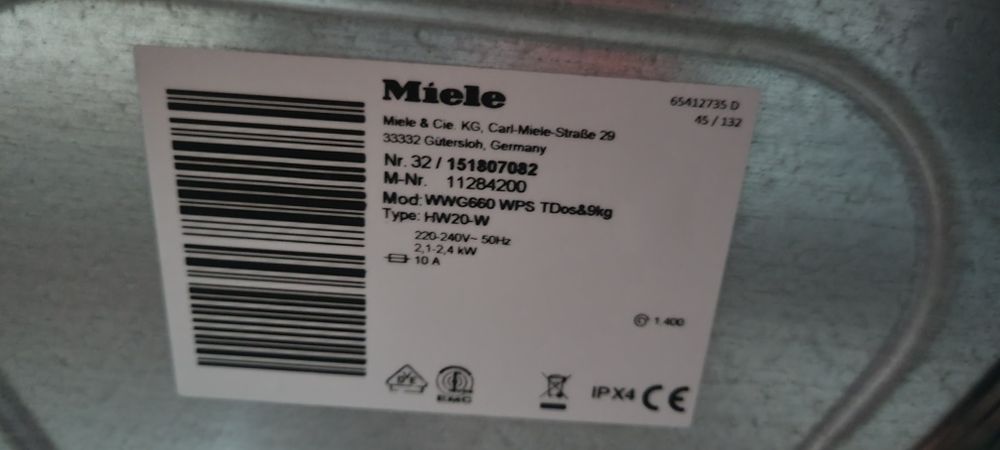 Miele
65412735 D
45 / 132
Miele & Cie. KG, Carl-Miele-Straße 29
33332 Gütersloh, Germany
Nr. 32 / 151807082
M-Nr. 11284200
Mod: WWG660 WPS TDos&9kg
Type: HW20-W
220-240V~ 50Hz
2,1-2,4 kW
10 A
1.400
EMC
IPX4 CE